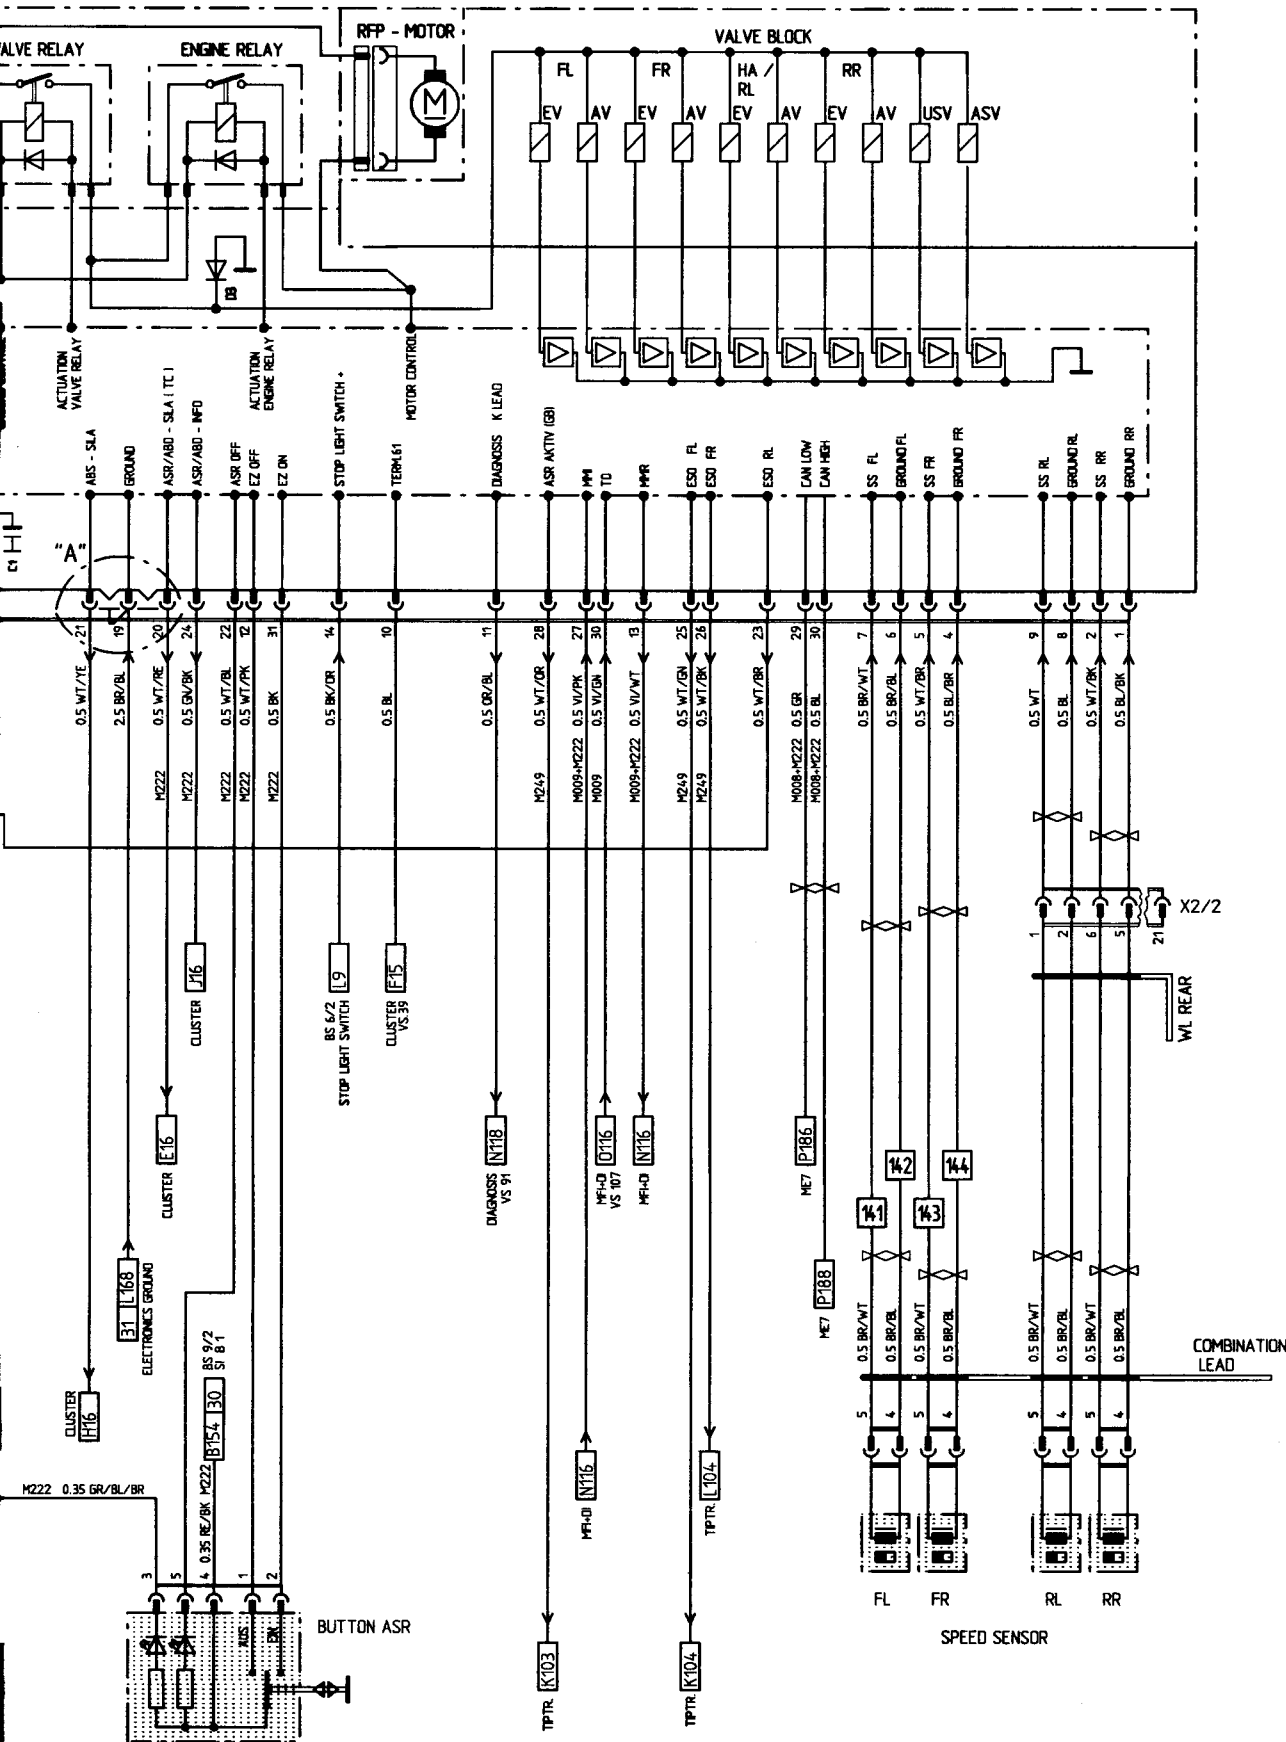 RFP - MOTOR
VALVE BLOCK
ALVE RELAY
ENGINE RELAY
FL
FR
HA /
RL
RR
M
EV
AV
EV
AV
EV
AV
EV
AV
USV
ASV
D3
ACTUATION
VALVE RELAY
ACTUATION
ENGINE RELAY
MOTOR CONTROL
ABS - SILA
GROUND
ASR/ABD - SILA ( TC )
ASR/ABD - INFO
ASR OFF
EZ OFF
EZ ON
STOP LIGHT SWITCH +
TERM.61
DIAGNOSIS K LEAD
ASR AKTIV (GB)
MMI
TD
MMR
ESO FL
ESO FR
ESO RL
CAN LOW
CAN HIGH
SS FL
GROUND FL
SS FR
GROUND FR
SS RL
GROUND RL
SS RR
GROUND RR
C1
"A"
21
19
20
24
22
12
31
14
10
11
28
27
30
13
25
26
23
29
30
7
6
5
4
9
8
2
1
0.5 WT/YE
2.5 BR/BL
0.5 WT/RE
0.5 GN/BK
0.5 WT/BL
0.5 WT/PK
0.5 BK
0.5 BK/OR
0.5 BL
0.5 OR/BL
0.5 WT/OR
0.5 VI/PK
0.5 VI/GN
0.5 VI/WT
0.5 WT/GN
0.5 WT/BK
0.5 WT/BR
0.5 GR
0.5 BL
0.5 BR/WT
0.5 BR/BL
0.5 WT/BR
0.5 BL/BR
0.5 WT
0.5 BL
0.5 WT/BK
0.5 BL/BK
M222
M222
M222
M222
M222
M249
M009+M222
M009
M009+M222
M249
M249
M008+M222
M008+M222
X2/2
1
2
6
5
21
WL REAR
J16
CLUSTER
L9
BS 6/2
STOP LIGHT SWITCH
F15
CLUSTER
VS.39
E16
CLUSTER
N118
DIAGNOSIS
VS 91
O116
MFI+DI
VS 107
N116
MFI+DI
P186
ME7
142
144
141
143
P188
ME7
31 L168
ELECTRONICS GROUND
0.5 BR/WT
0.5 BR/BL
0.5 BR/WT
0.5 BR/BL
0.5 BR/WT
0.5 BR/BL
0.5 BR/WT
0.5 BR/BL
COMBINATION
LEAD
CLUSTER
H16
B154 30
BS 9/2
SI B 1
5
4
5
4
5
4
5
4
N116
MFI+DI
L104
TIPTR.
M222 0.35 GR/BL/BR
0.35 RE/BK M222
3
5
4
1
2
AUS
EIN
BUTTON ASR
FL
FR
RL
RR
SPEED SENSOR
K103
TIPTR.
K104
TIPTR.